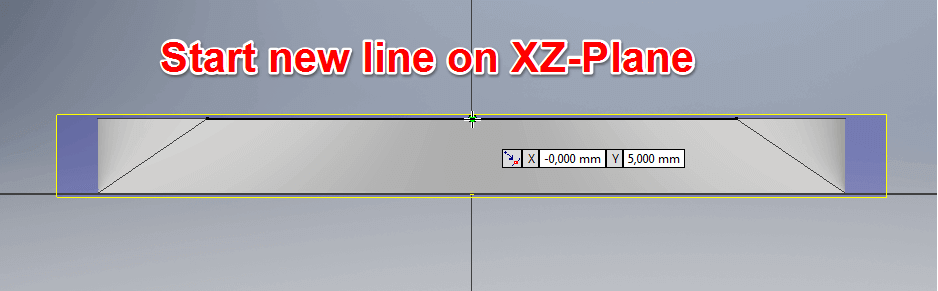 Start new line on XZ-Plane
X -0,000 mm Y 5,000 mm